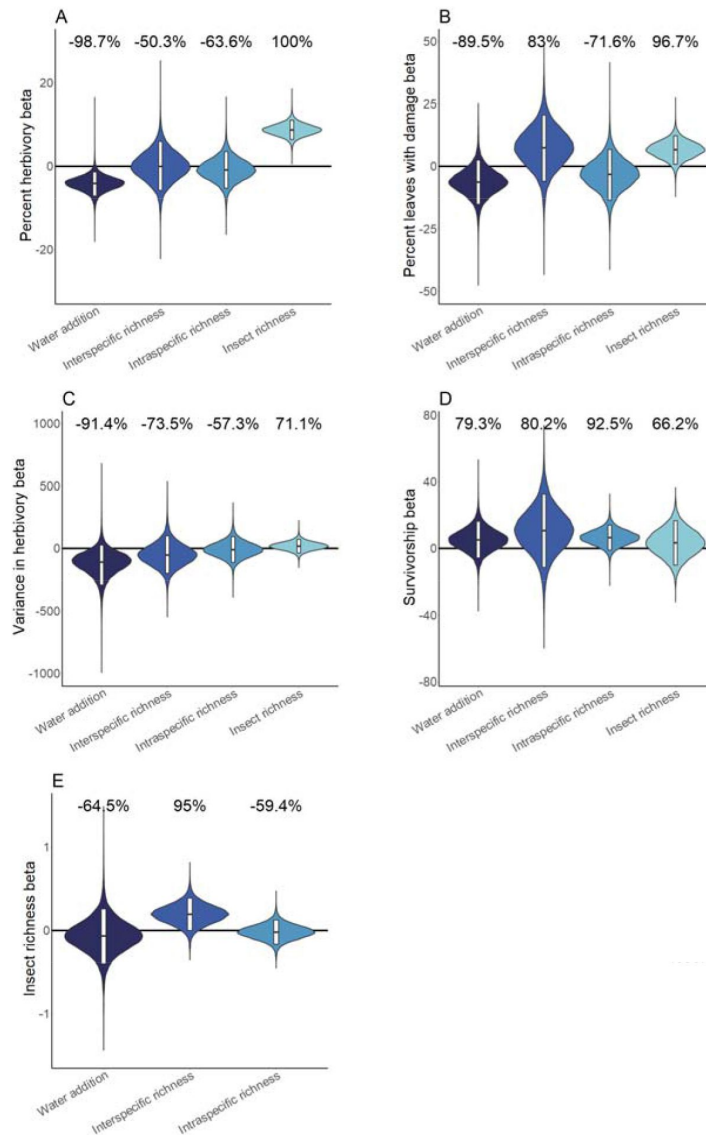 A
-98.7% -50.3% -63.6% 100%
20
0
-20
Percent herbivory beta
Water addition
Interspecific richness
Intraspecific richness
Insect richness
B
-89.5% 83% -71.6% 96.7%
50
25
0
-25
-50
Percent leaves with damage beta
Water addition
Interspecific richness
Intraspecific richness
Insect richness
C
-91.4% -73.5% -57.3% 71.1%
1000
500
0
-500
-1000
Variance in herbivory beta
Water addition
Interspecific richness
Intraspecific richness
Insect richness
D
79.3% 80.2% 92.5% 66.2%
80
40
0
-40
-80
Survivorship beta
Water addition
Interspecific richness
Intraspecific richness
Insect richness
E
-64.5% 95% -59.4%
1
0
-1
Insect richness beta
Water addition
Interspecific richness
Intraspecific richness